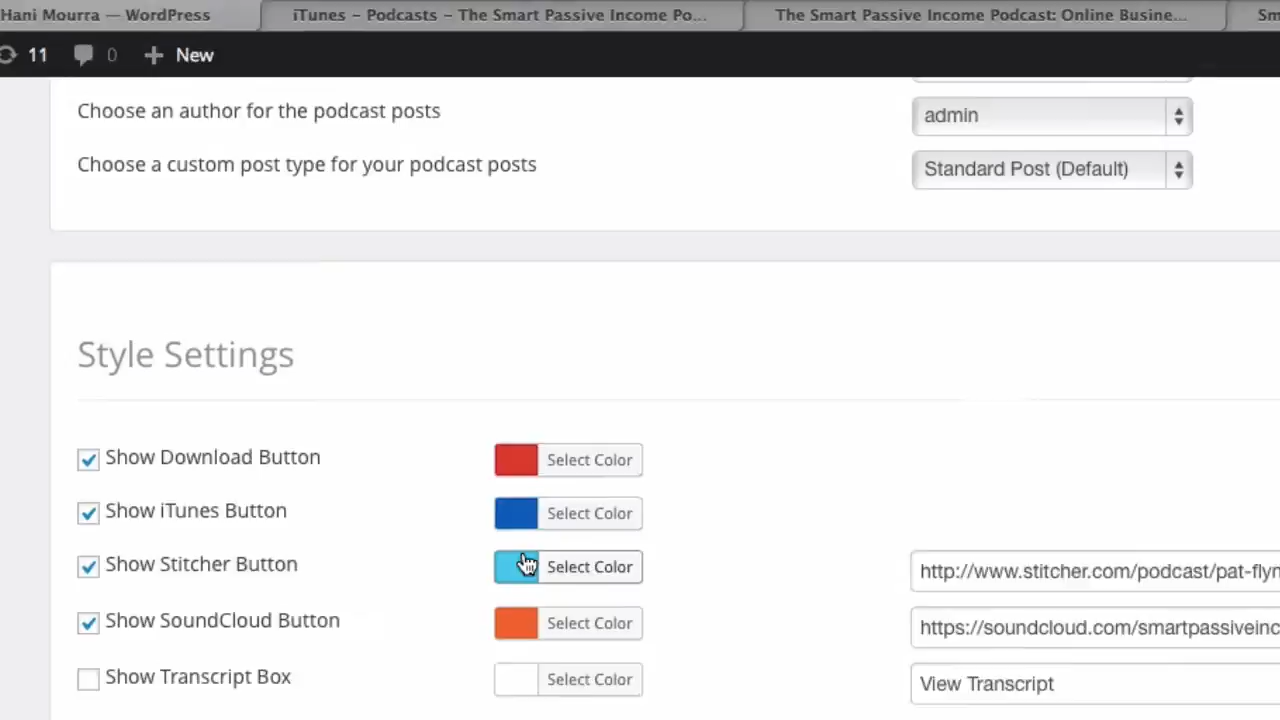 Hani Mourra — WordPress
iTunes – Podcasts – The Smart Passive Income Po...
The Smart Passive Income Podcast: Online Busine...
11
0
New
Choose an author for the podcast posts
admin
Choose a custom post type for your podcast posts
Standard Post (Default)
Style Settings
Show Download Button
Select Color
Show iTunes Button
Select Color
Show Stitcher Button
Select Color
http://www.stitcher.com/podcast/pat-flyn
Show SoundCloud Button
Select Color
https://soundcloud.com/smartpassiveinc
Show Transcript Box
Select Color
View Transcript